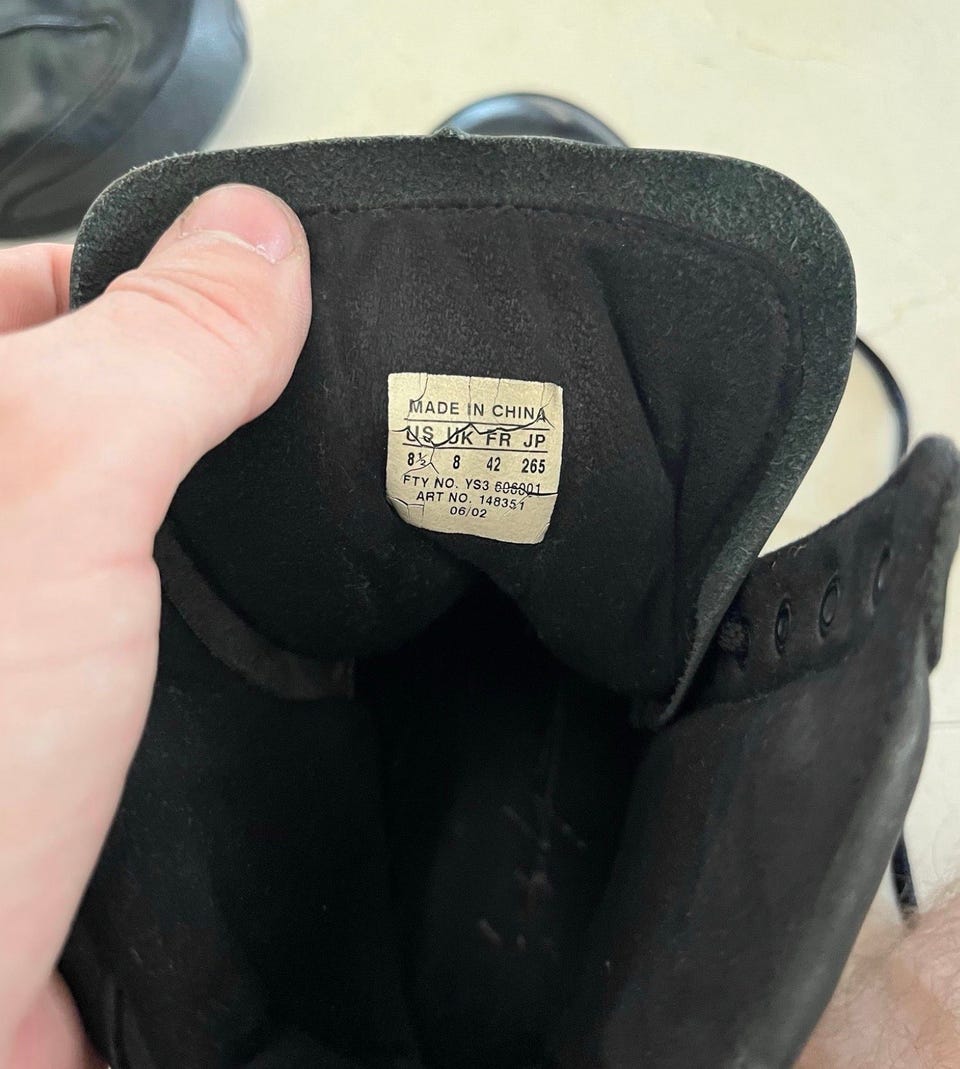 MADE IN CHINA
US UK FR JP
8½ 8 42 265
FTY NO. YS3 606801
ART NO. 148351
06/02